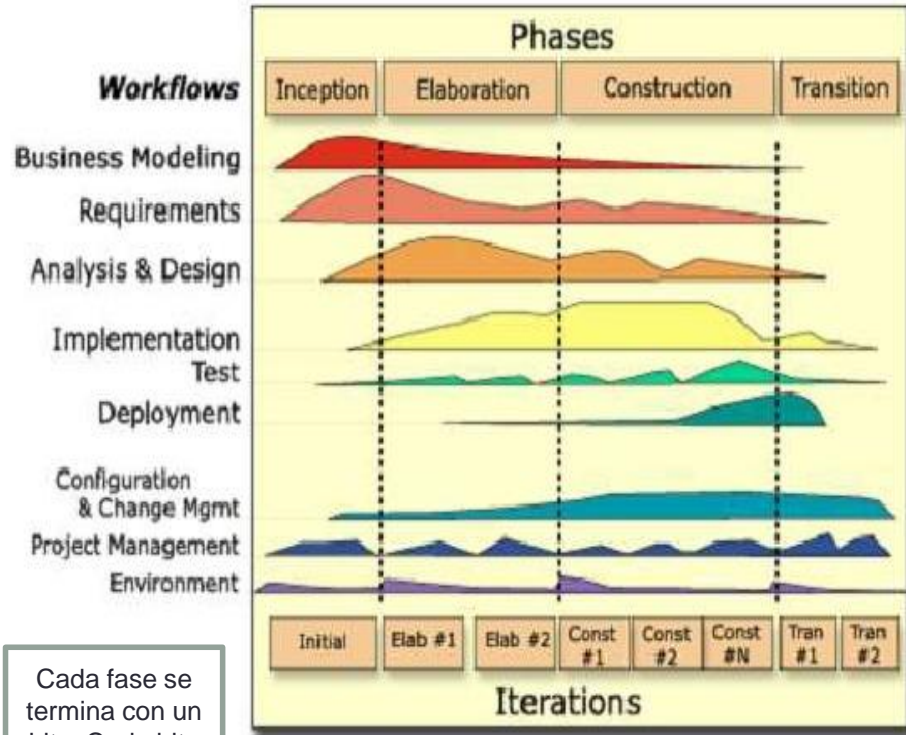 Phases
Workflows
Inception
Elaboration
Construction
Transition
Business Modeling
Requirements
Analysis & Design
Implementation
Test
Deployment
Configuration
& Change Mgmt
Project Management
Environment
Initial
Elab #1
Elab #2
Const
#1
Const
#2
Const
#N
Tran
#1
Tran
#2
Iterations
Cada fase se
termina con un